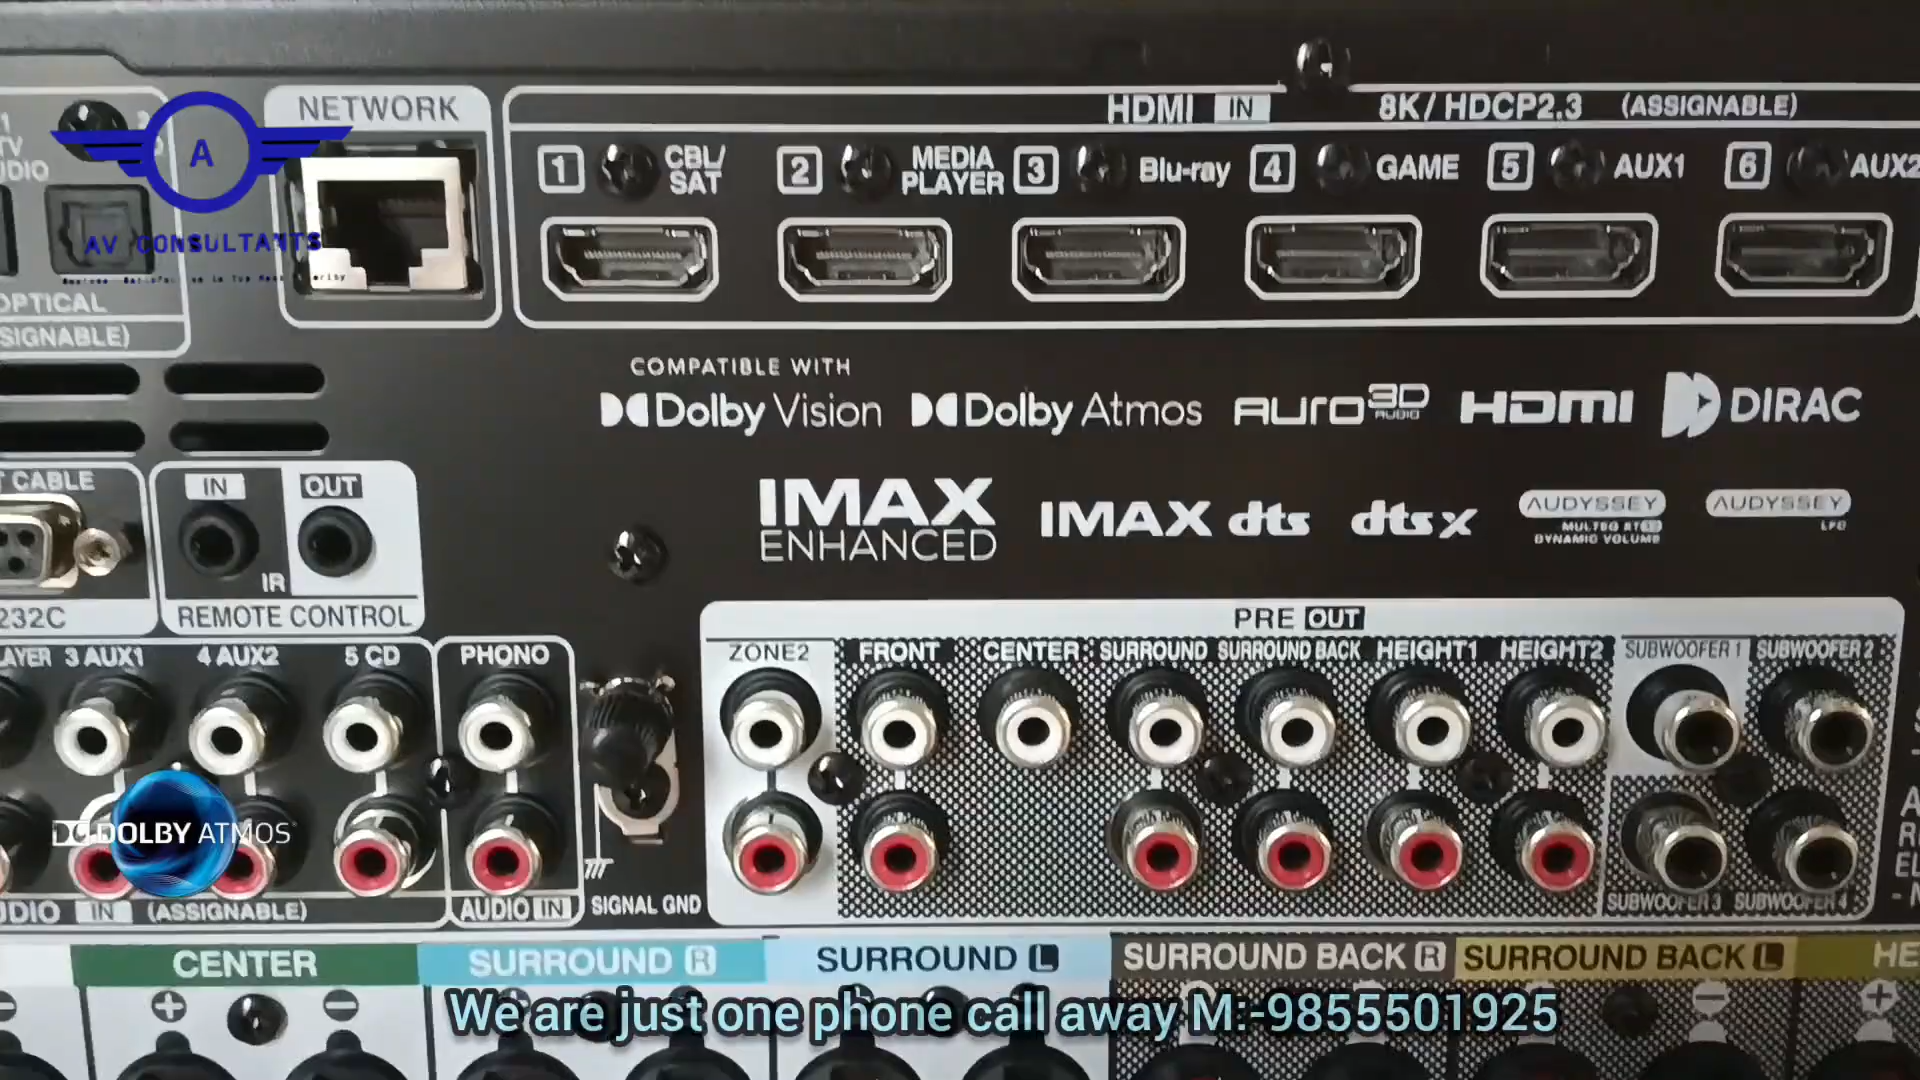 NETWORK
HDMI IN 8K/HDCP2.3 (ASSIGNABLE)
1 CBL/SAT
2 MEDIA PLAYER
3 Blu-ray
4 GAME
5 AUX1
6 AUX2
A
AV CONSULTANTS
OPTICAL
COMPATIBLE WITH
Dolby Vision Dolby Atmos AURO 3D AUDIO HDMI DIRAC
IMAX ENHANCED
IMAX dts dts x
AUDYSSEY
DYNAMIC VOLUME
AUDYSSEY
LFC
CABLE
232C
IN OUT
IR
REMOTE CONTROL
3 AUX1 4 AUX2 5 CD PHONO
IN (ASSIGNABLE)
AUDIO IN
SIGNAL GND
PRE OUT
ZONE2 FRONT CENTER SURROUND SURROUND BACK HEIGHT1 HEIGHT2 SUBWOOFER 1 SUBWOOFER 2
SUBWOOFER 3 SUBWOOFER 4
DOLBY ATMOS
CENTER SURROUND R SURROUND L SURROUND BACK R SURROUND BACK L
We are just one phone call away M:-9855501925